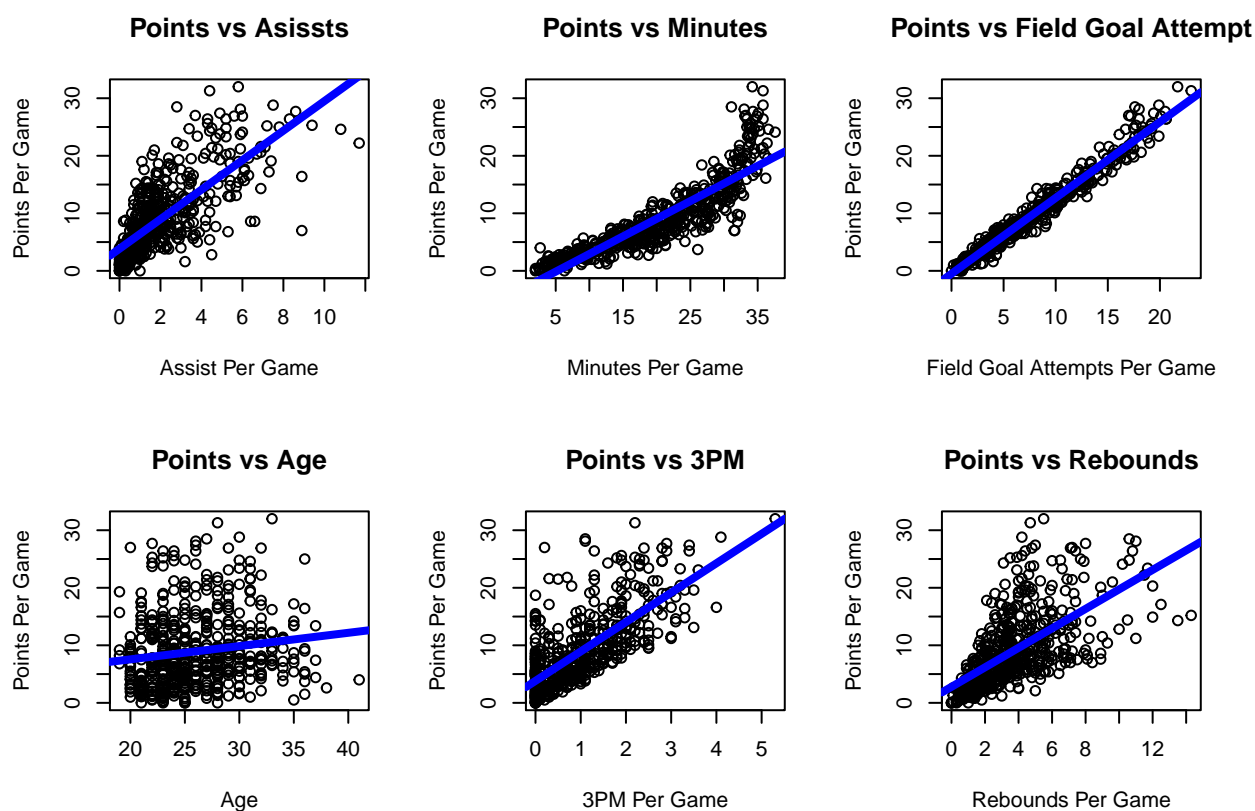 Points vs Asissts
Points vs Minutes
Points vs Field Goal Attempt
Points Per Game
0 10 20 30
0 2 4 6 8 10
Assist Per Game
Points Per Game
0 10 20 30
5 15 25 35
Minutes Per Game
Points Per Game
0 10 20 30
0 5 10 15 20
Field Goal Attempts Per Game
Points vs Age
Points vs 3PM
Points vs Rebounds
Points Per Game
0 10 20 30
20 25 30 35 40
Age
Points Per Game
0 10 20 30
0 1 2 3 4 5
3PM Per Game
Points Per Game
0 10 20 30
0 2 4 6 8 12
Rebounds Per Game